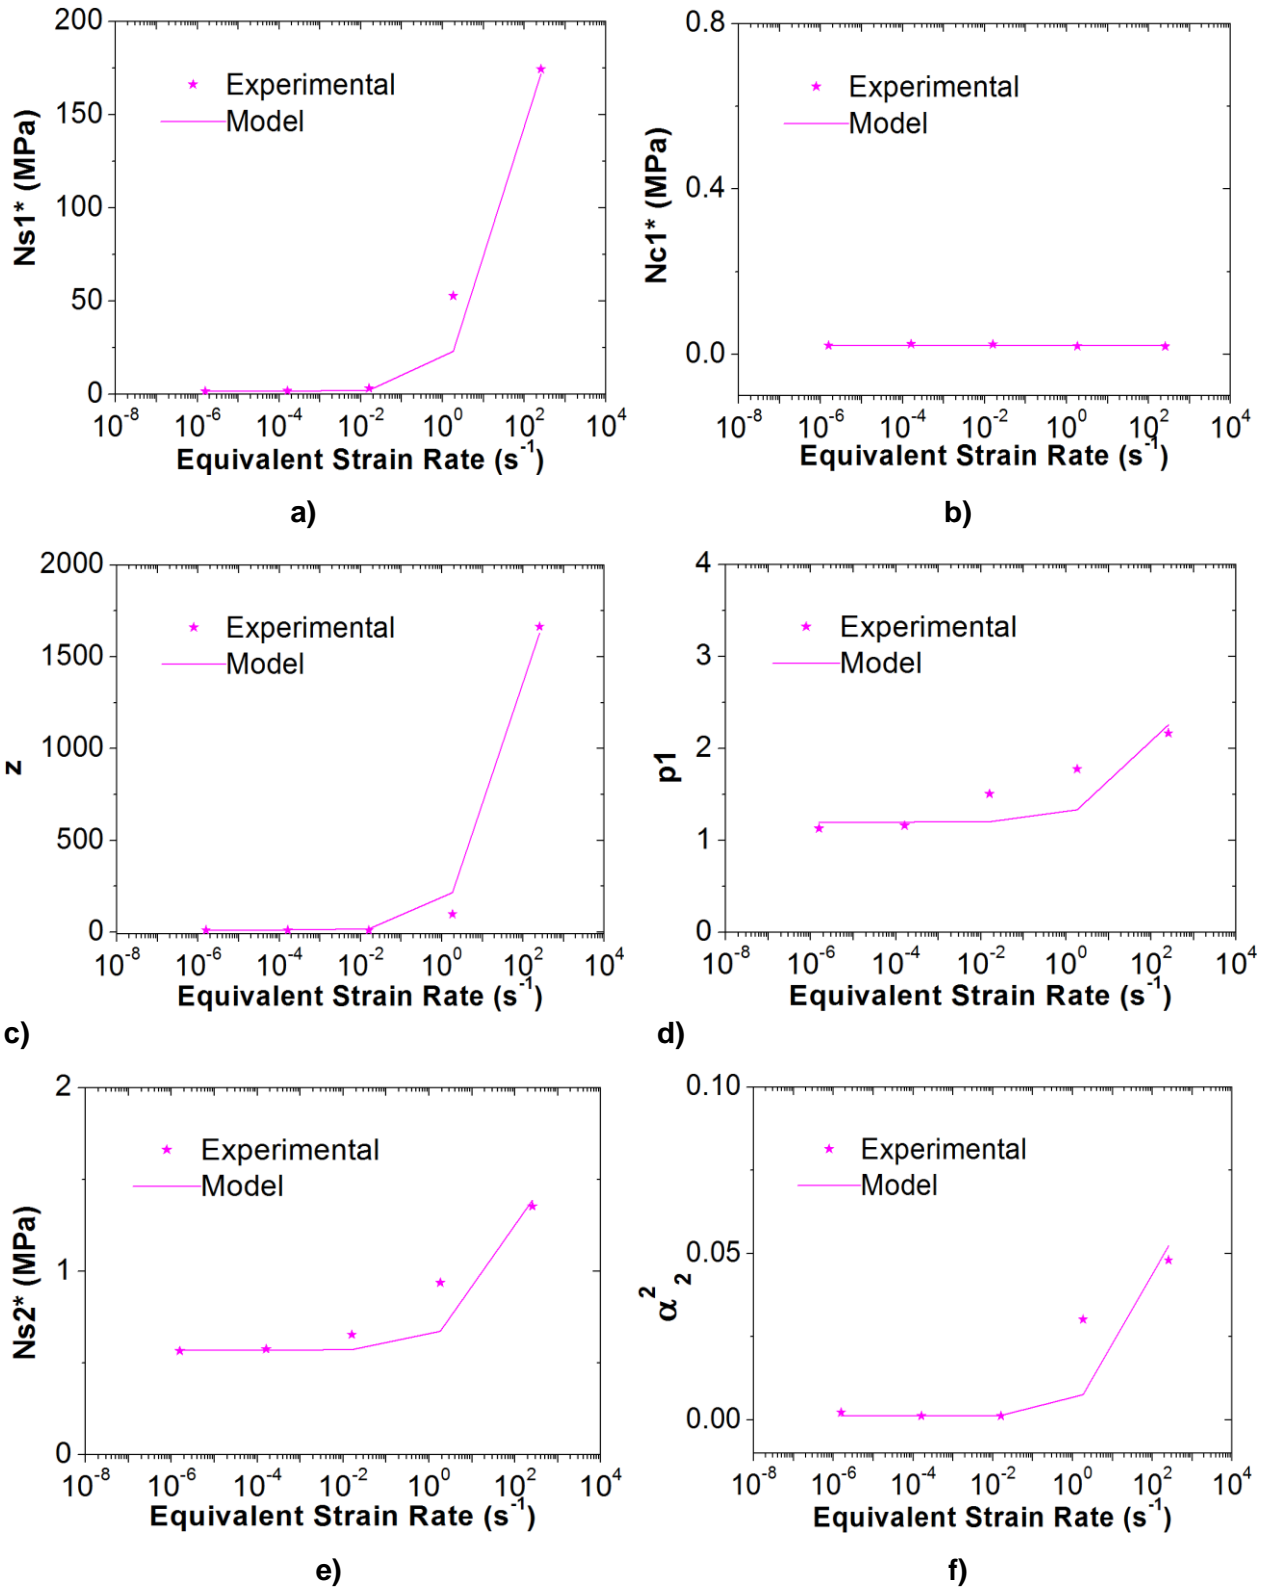 200
150
100
50
0
Ns1* (MPa)
Experimental
Model
10⁻⁸ 10⁻⁶ 10⁻⁴ 10⁻² 10⁰ 10² 10⁴
Equivalent Strain Rate (s⁻¹)
a)
0.8
0.4
0.0
Nc1* (MPa)
Experimental
Model
10⁻⁸ 10⁻⁶ 10⁻⁴ 10⁻² 10⁰ 10² 10⁴
Equivalent Strain Rate (s⁻¹)
b)
2000
1500
1000
500
0
z
Experimental
Model
10⁻⁸ 10⁻⁶ 10⁻⁴ 10⁻² 10⁰ 10² 10⁴
Equivalent Strain Rate (s⁻¹)
c)
4
3
2
1
0
p1
Experimental
Model
10⁻⁸ 10⁻⁶ 10⁻⁴ 10⁻² 10⁰ 10² 10⁴
Equivalent Strain Rate (s⁻¹)
d)
2
1
0
Ns2* (MPa)
Experimental
Model
10⁻⁸ 10⁻⁶ 10⁻⁴ 10⁻² 10⁰ 10² 10⁴
Equivalent Strain Rate (s⁻¹)
e)
0.10
0.05
0.00
α²₂
Experimental
Model
10⁻⁸ 10⁻⁶ 10⁻⁴ 10⁻² 10⁰ 10² 10⁴
Equivalent Strain Rate (s⁻¹)
f)